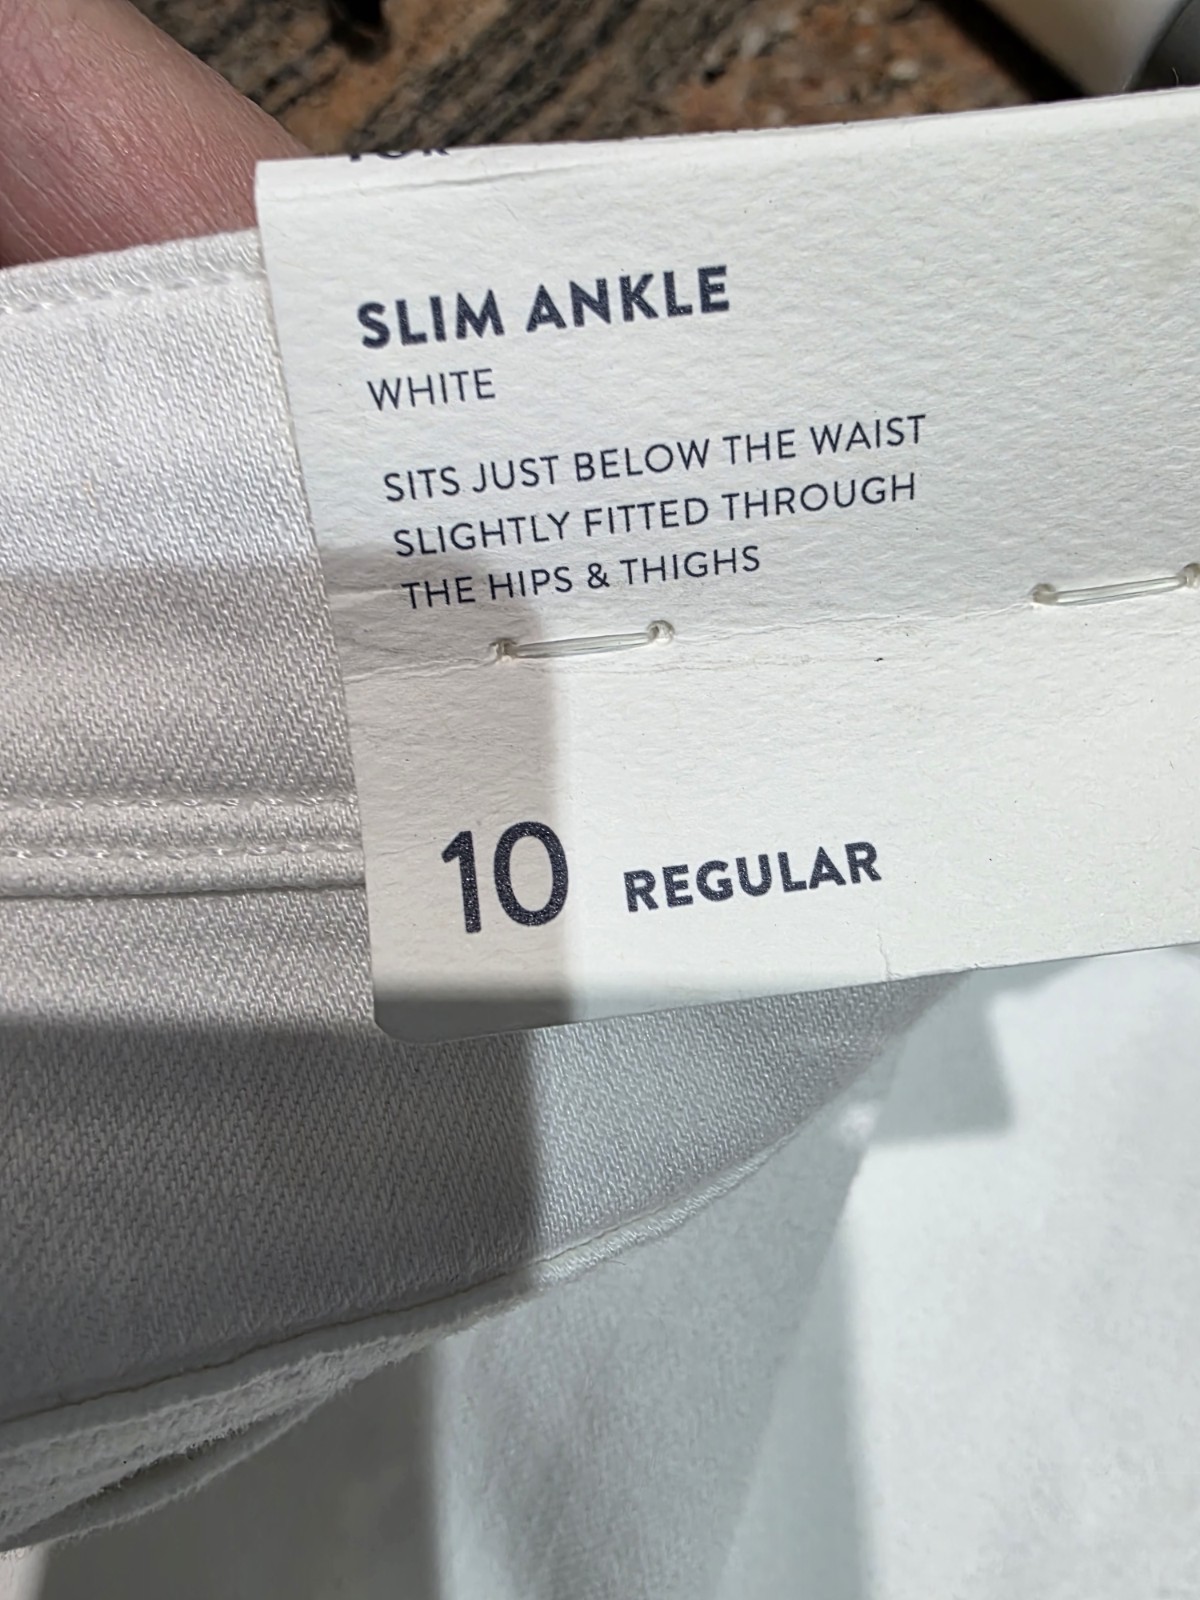 SLIM ANKLE
WHITE
SITS JUST BELOW THE WAIST
SLIGHTLY FITTED THROUGH
THE HIPS & THIGHS
10 REGULAR